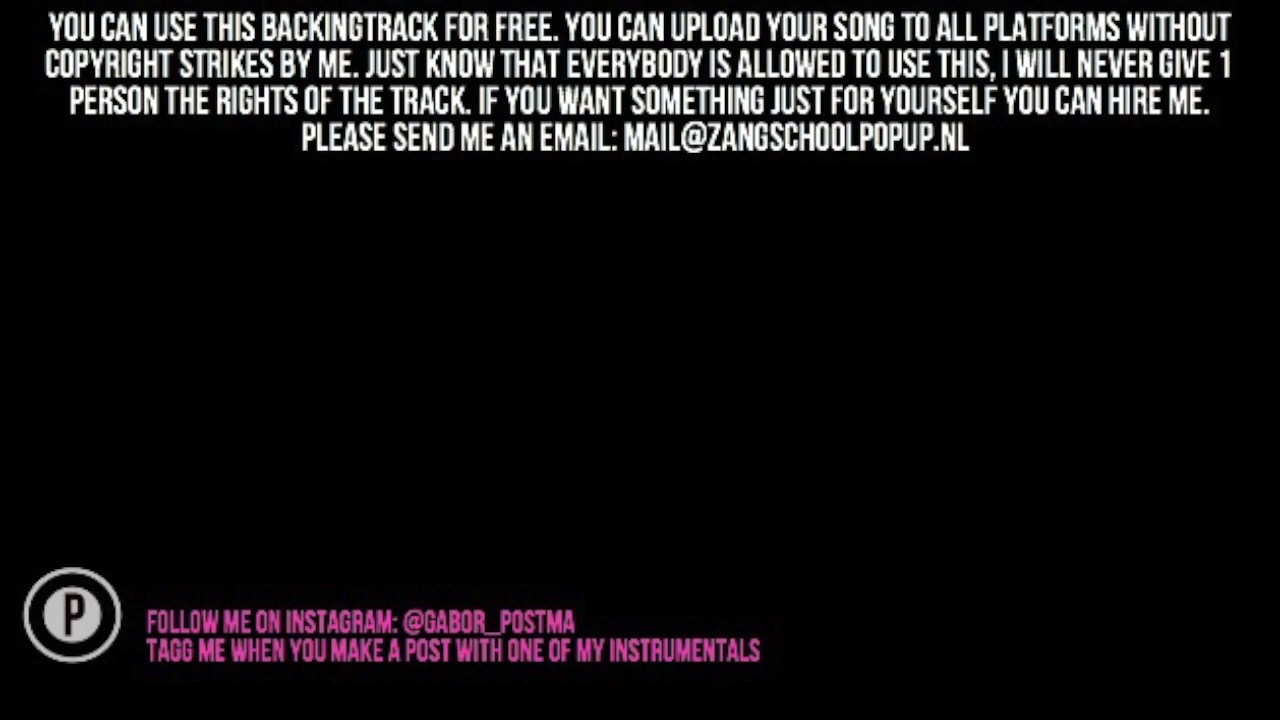 YOU CAN USE THIS BACKINGTRACK FOR FREE. YOU CAN UPLOAD YOUR SONG TO ALL PLATFORMS WITHOUT
COPYRIGHT STRIKES BY ME. JUST KNOW THAT EVERYBODY IS ALLOWED TO USE THIS, I WILL NEVER GIVE 1
PERSON THE RIGHTS OF THE TRACK. IF YOU WANT SOMETHING JUST FOR YOURSELF YOU CAN HIRE ME.
PLEASE SEND ME AN EMAIL: MAIL@ZANGSCHOOLPOPUP.NL
P
FOLLOW ME ON INSTAGRAM: @GABOR_POSTMA
TAGG ME WHEN YOU MAKE A POST WITH ONE OF MY INSTRUMENTALS